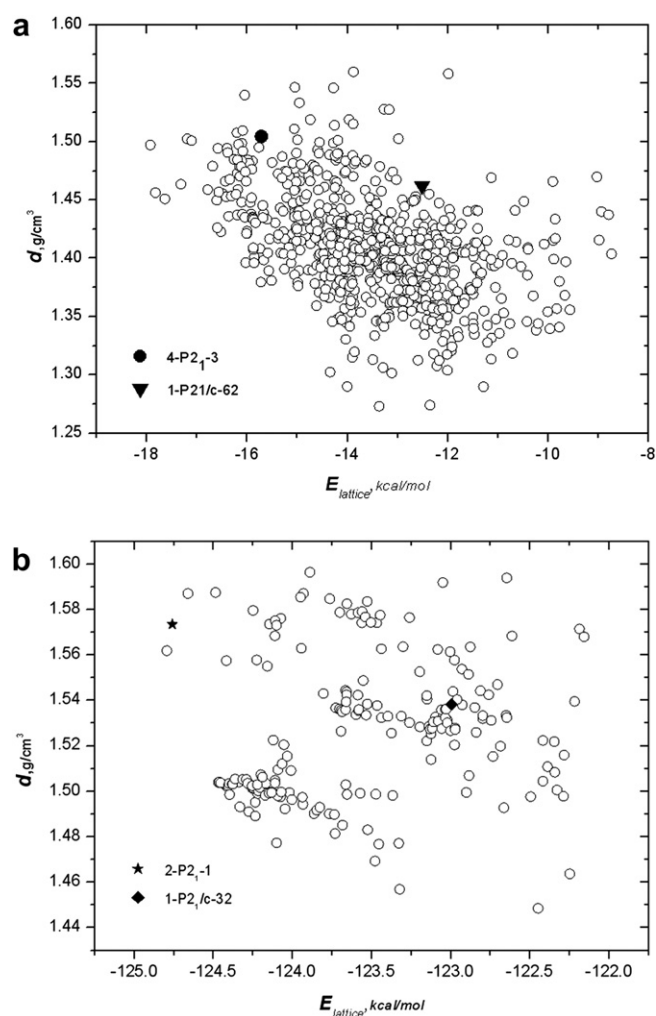 a
1.60
1.55
1.50
1.45
1.40
1.35
1.30
1.25
d, g/cm³
4-P2₁-3
1-P21/c-62
-18 -16 -14 -12 -10 -8
E lattice, kcal/mol
b
1.60
1.58
1.56
1.54
1.52
1.50
1.48
1.46
1.44
d, g/cm³
2-P2₁-1
1-P2₁/c-32
-125.0 -124.5 -124.0 -123.5 -123.0 -122.5 -122.0
E lattice, kcal/mol